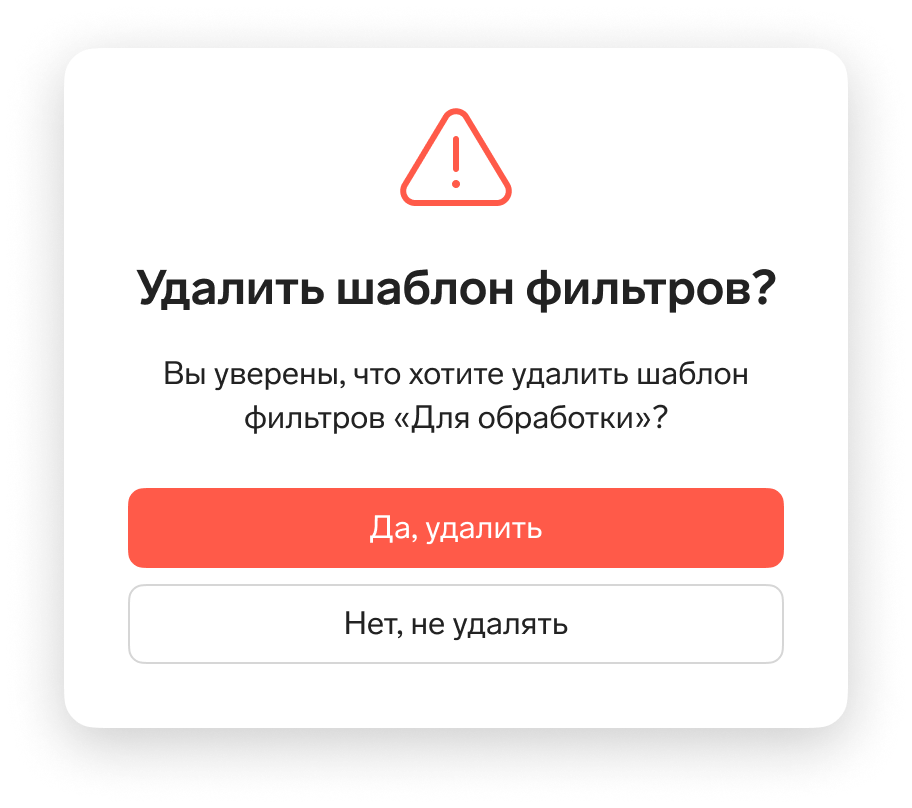 Удалить шаблон фильтров?
Вы уверены, что хотите удалить шаблон
фильтров «Для обработки»?
Да, удалить
Нет, не удалять